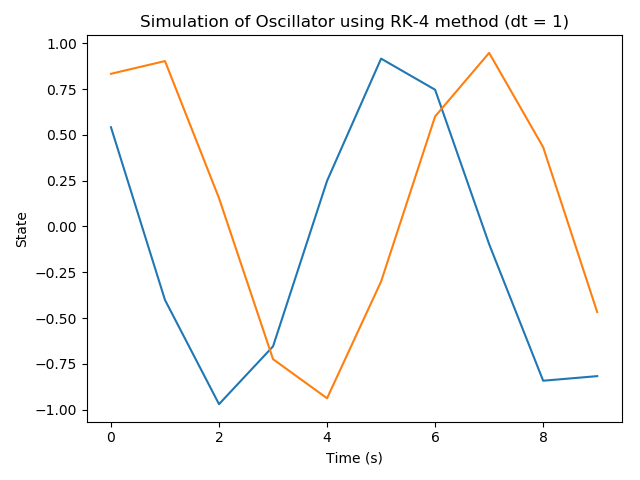 Simulation of Oscillator using RK-4 method (dt = 1)
1.00
0.75
0.50
0.25
0.00
−0.25
−0.50
−0.75
−1.00
State
0 2 4 6 8
Time (s)